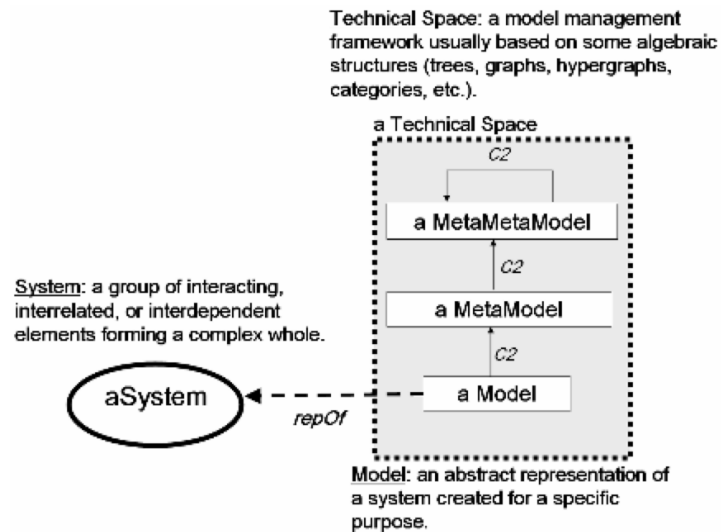 Technical Space: a model management
framework usually based on some algebraic
structures (trees, graphs, hypergraphs,
categories, etc.).
a Technical Space
C2
a MetaMetaModel
C2
System: a group of interacting,
interrelated, or interdependent
elements forming a complex whole.
a MetaModel
C2
aSystem
repOf
a Model
Model: an abstract representation of
a system created for a specific
purpose.